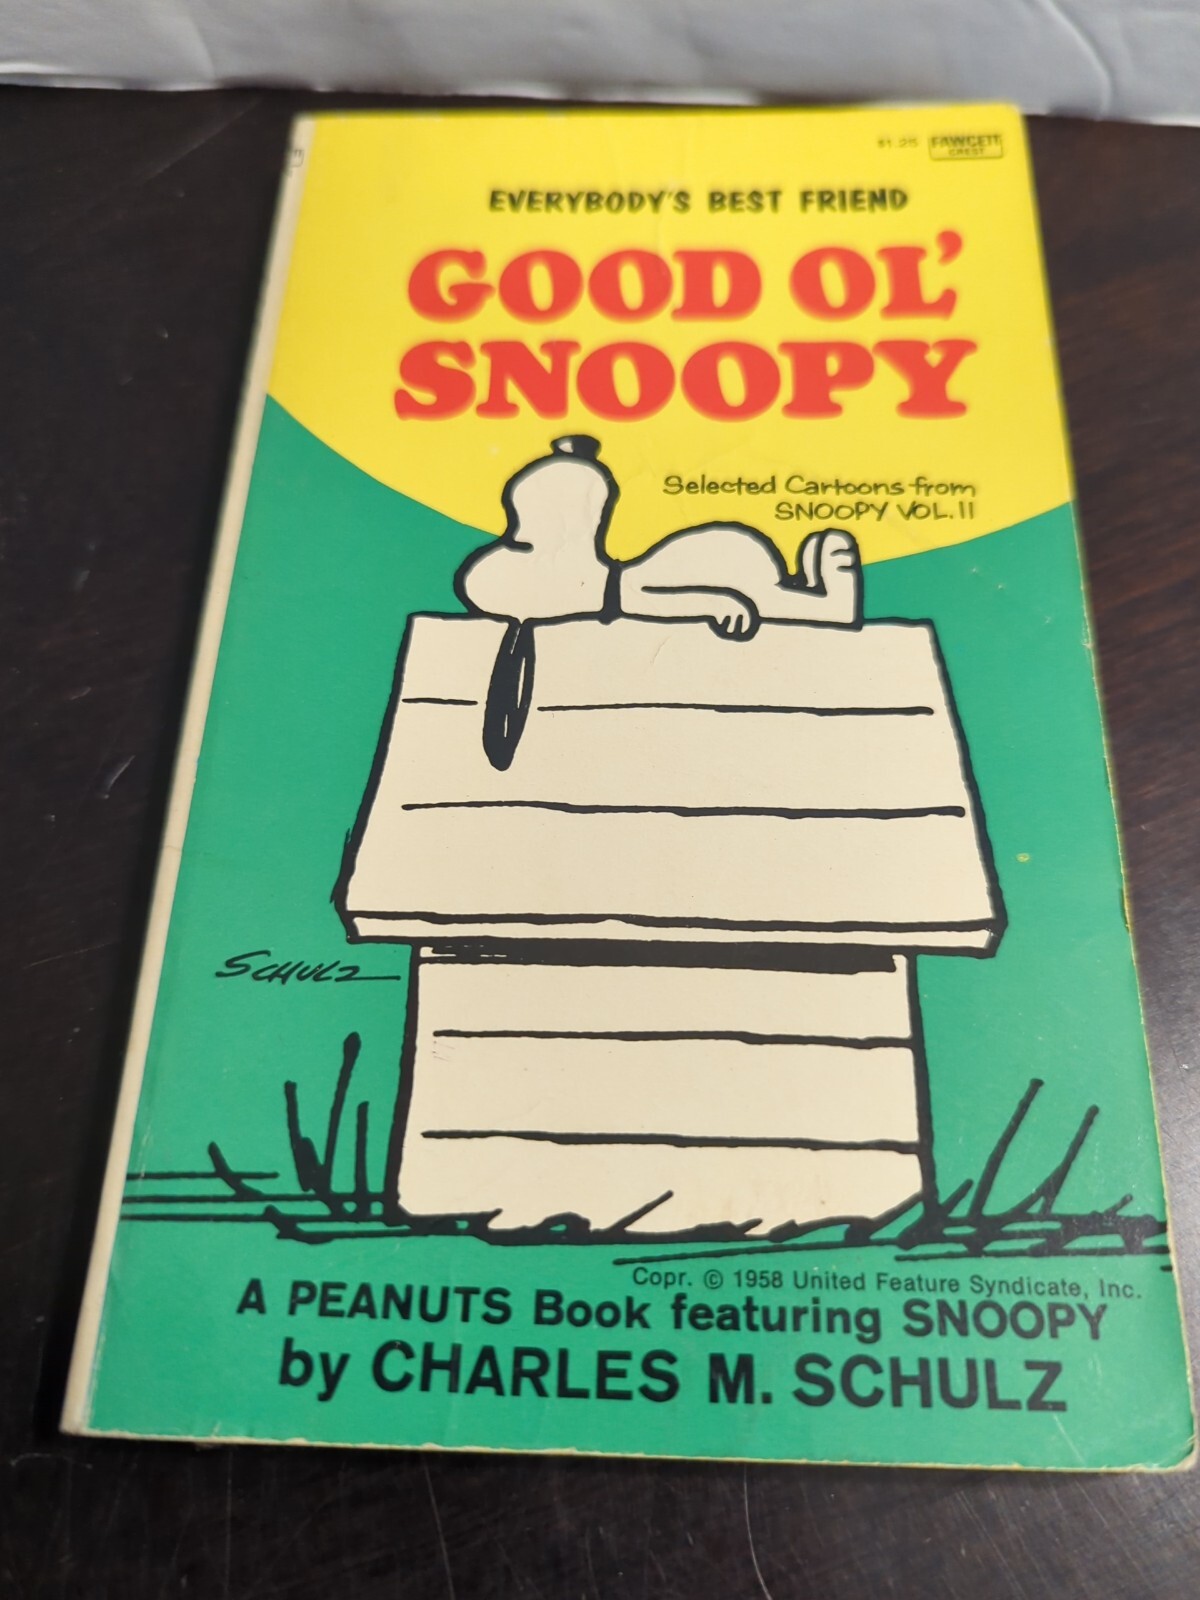 $1.25 FAWCETT
CREST
EVERYBODY'S BEST FRIEND
GOOD OL'
SNOOPY
Selected Cartoons from
SNOOPY VOL.II
SCHULZ
Copr. © 1958 United Feature Syndicate, Inc.
A PEANUTS Book featuring SNOOPY
by CHARLES M. SCHULZ